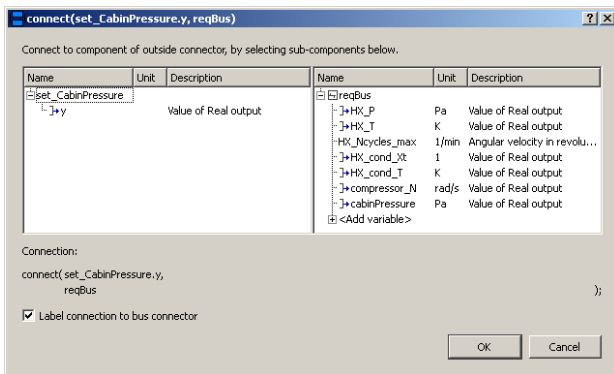 connect(set_CabinPressure.y, reqBus)
Connect to component of outside connector, by selecting sub-components below.
Name Unit Description
set_CabinPressure
y Value of Real output
Name Unit Description
reqBus
HX_P Pa Value of Real output
HX_T K Value of Real output
HX_Ncycles_max 1/min Angular velocity in revolu...
HX_cond_Xt 1 Value of Real output
HX_cond_T K Value of Real output
compressor_N rad/s Value of Real output
cabinPressure Pa Value of Real output
<Add variable>
Connection:
connect( set_CabinPressure.y,
reqBus );
Label connection to bus connector
OK Cancel